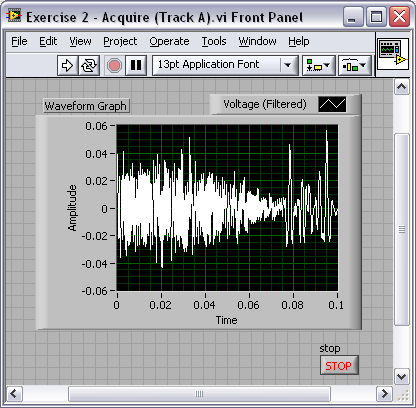 Exercise 2 - Acquire (Track A).vi Front Panel
File Edit View Project Operate Tools Window Help
13pt Application Font
Waveform Graph
Voltage (Filtered)
Amplitude
0.06
0.04
0.02
0
-0.02
-0.04
-0.06
0 0.02 0.04 0.06 0.08 0.1
Time
stop
STOP